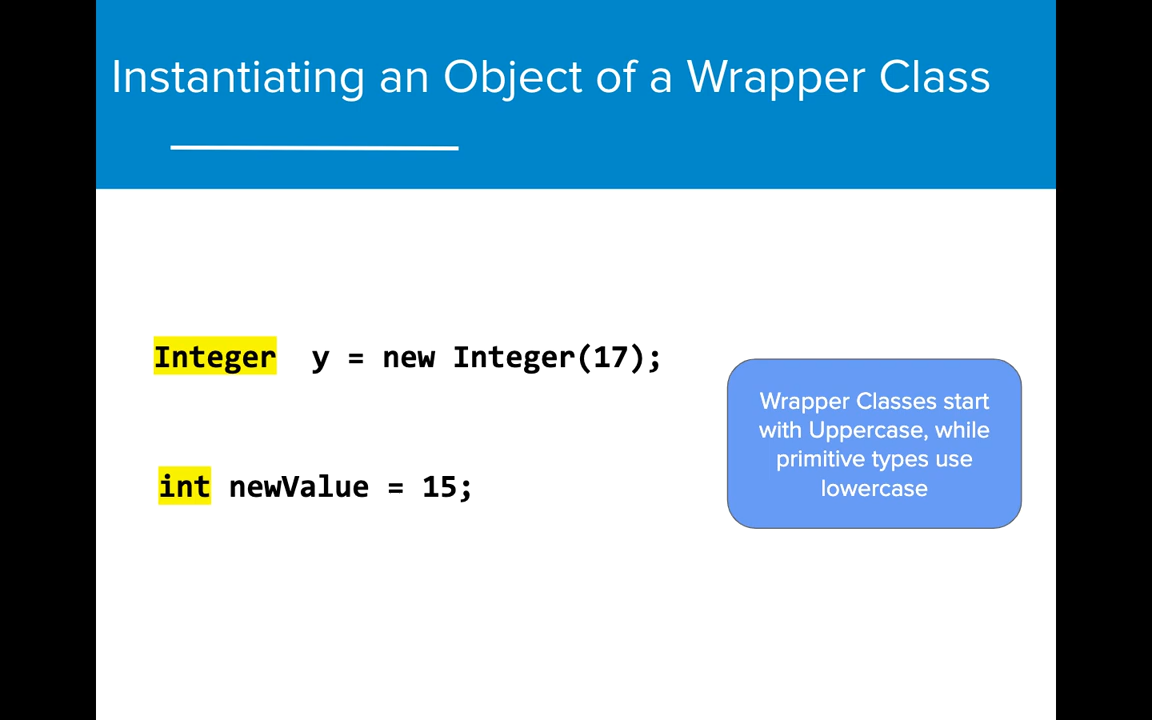 Instantiating an Object of a Wrapper Class
Integer  y = new Integer(17);
int newValue = 15;
Wrapper Classes start
with Uppercase, while
primitive types use
lowercase